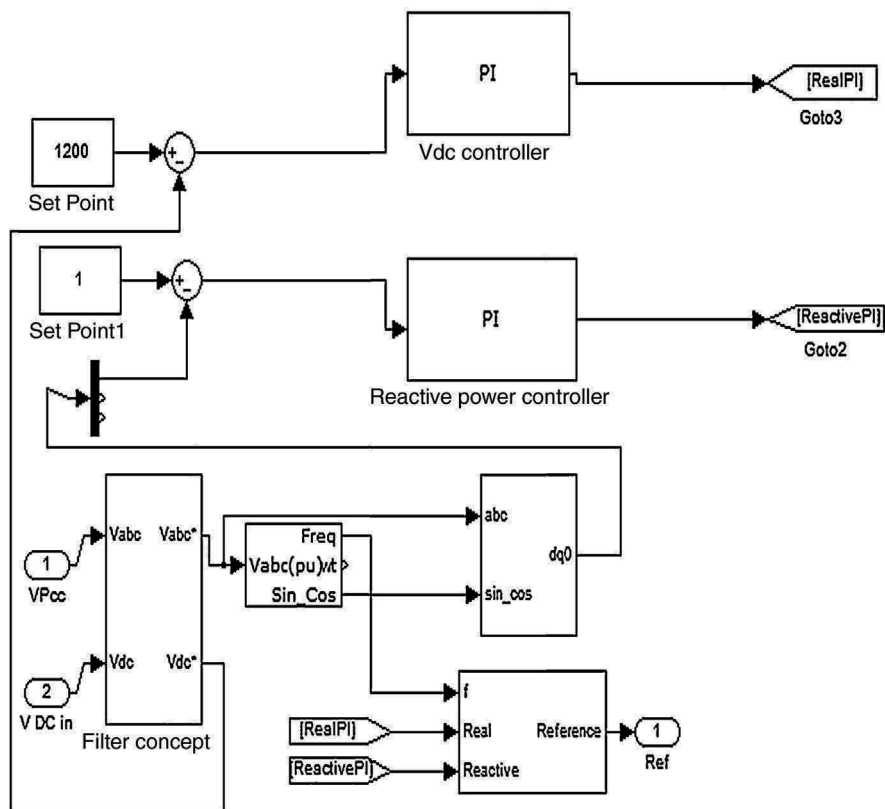 PI
[RealPI]
Goto3
Vdc controller
1200
+
-
Set Point
1
+
-
Set Point1
PI
[ReactivePI]
Goto2
Reactive power controller
Vabc Vabc*
1
VPcc
Vdc Vdc*
2
V DC in
Filter concept
Freq
Vabc(pu) wt
Sin_Cos
abc
dq0
sin_cos
f
[RealPI]
Real Reference
1
Ref
[ReactivePI]
Reactive